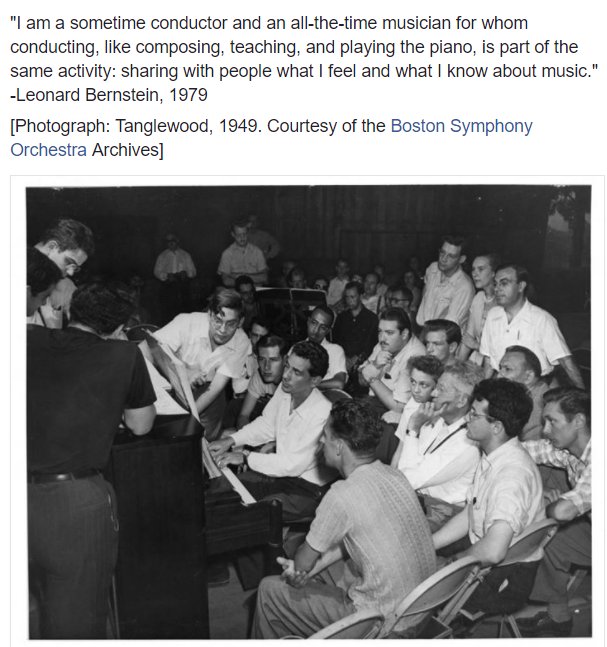 "I am a sometime conductor and an all-the-time musician for whom
conducting, like composing, teaching, and playing the piano, is part of the
same activity: sharing with people what I feel and what I know about music."
-Leonard Bernstein, 1979
[Photograph: Tanglewood, 1949. Courtesy of the Boston Symphony
Orchestra Archives]